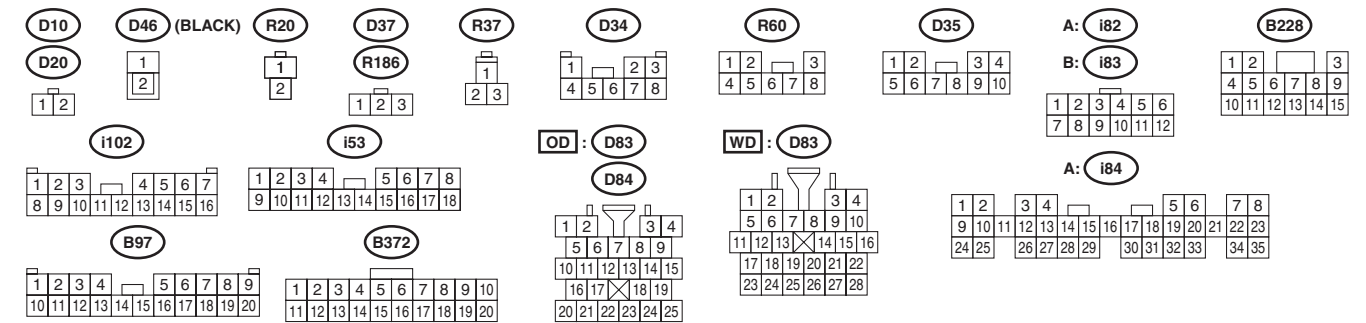 D10 D46 (BLACK) R20 D37 R37 D34 R60 D35 A: i82 B228
D20 R186 B: i83
1 2
1
2
1
2
1 2 3
1
2 3
1 2 3
4 5 6 7 8
1 2 3
4 5 6 7 8
1 2 3 4
5 6 7 8 9 10
1 2 3 4 5 6
7 8 9 10 11 12
1 2 3
4 5 6 7 8 9
10 11 12 13 14 15
i102 i53 OD : D83 WD : D83 A: i84
D84
1 2 3 4 5 6 7
8 9 10 11 12 13 14 15 16
1 2 3 4 5 6 7 8
9 10 11 12 13 14 15 16 17 18
1 2 3 4
5 6 7 8 9
10 11 12 13 14 15
16 17 18 19
20 21 22 23 24 25
1 2 3 4
5 6 7 8 9 10
11 12 13 14 15 16
17 18 19 20 21 22
23 24 25 26 27 28
1 2 3 4 5 6 7 8
9 10 11 12 13 14 15 16 17 18 19 20 21 22 23
24 25 26 27 28 29 30 31 32 33 34 35
B97 B372
1 2 3 4 5 6 7 8 9
10 11 12 13 14 15 16 17 18 19 20
1 2 3 4 5 6 7 8 9 10
11 12 13 14 15 16 17 18 19 20